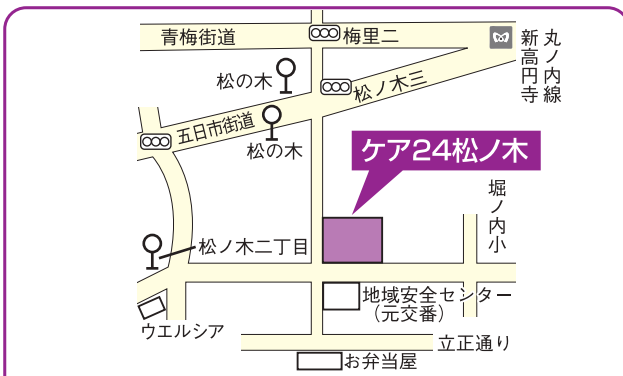 青梅街道
梅里二
丸ノ内線
新高円寺
松の木
松ノ木三
五日市街道
松の木
ケア24松ノ木
堀ノ内小
松ノ木二丁目
地域安全センター
(元交番)
ウエルシア
立正通り
お弁当屋